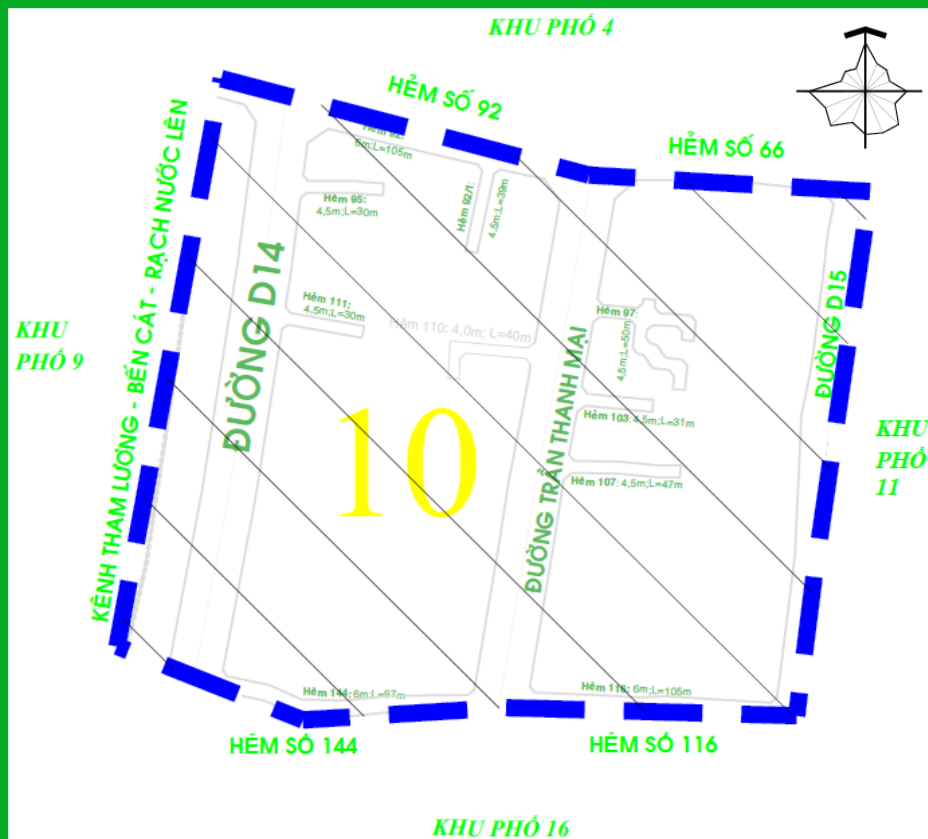 KHU PHỐ 4
HẺM SỐ 92
HẺM SỐ 66
KÊNH THAM LƯƠNG - BẾN CÁT - RẠCH NƯỚC LÊN
Hẻm 92:
6m;L=105m
Hẻm 95:
4,5m;L=30m
Hẻm 92/1:
4,5m;L=39m
ĐƯỜNG D14
Hẻm 111:
4,5m;L=30m
Hẻm 110: 4,0m; L=40m
Hẻm 97:
4,5m;L=50m
ĐƯỜNG D15
KHU
PHỐ 9
ĐƯỜNG TRẦN THANH MẠI
10
Hẻm 103: 4,5m;L=31m
Hẻm 107: 4,5m;L=47m
KHU
PHỐ
11
Hẻm 144: 6m;L=97m
Hẻm 116: 6m;L=105m
HẺM SỐ 144
HẺM SỐ 116
KHU PHỐ 16